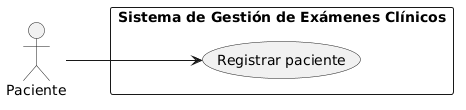 Sistema de Gestión de Exámenes Clínicos
Registrar paciente
Paciente